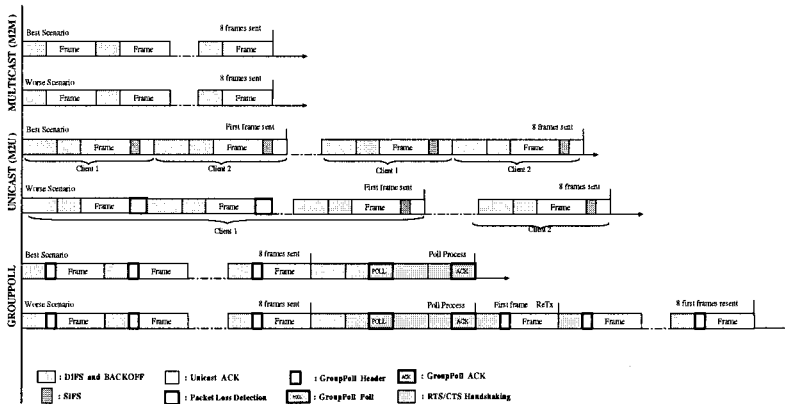 MULTICAST (M2M)
Best Scenario
8 frames sent
Frame Frame Frame
Worse Scenario
8 frames sent
Frame Frame Frame
UNICAST (M2U)
Best Scenario
First frame sent
8 frames sent
Frame Frame Frame Frame
Client 1 Client 2 Client 1 Client 2
Worse Scenario
First frame sent
8 frames sent
Frame Frame Frame Frame
Client 1 Client 2
GROUPPOLL
Best Scenario
8 frames sent
Poll Process
Frame Frame Frame POLL ACK
Worse Scenario
8 frames sent
Poll Process
First frame ReTx
8 first frames resent
Frame Frame Frame POLL ACK Frame Frame Frame
: DIFS and BACKOFF
: Unicast ACK
: GroupPoll Header
ACK : GroupPoll ACK
: SIFS
: Packet Loss Detection
POLL : GroupPoll Poll
: RTS/CTS Handshaking